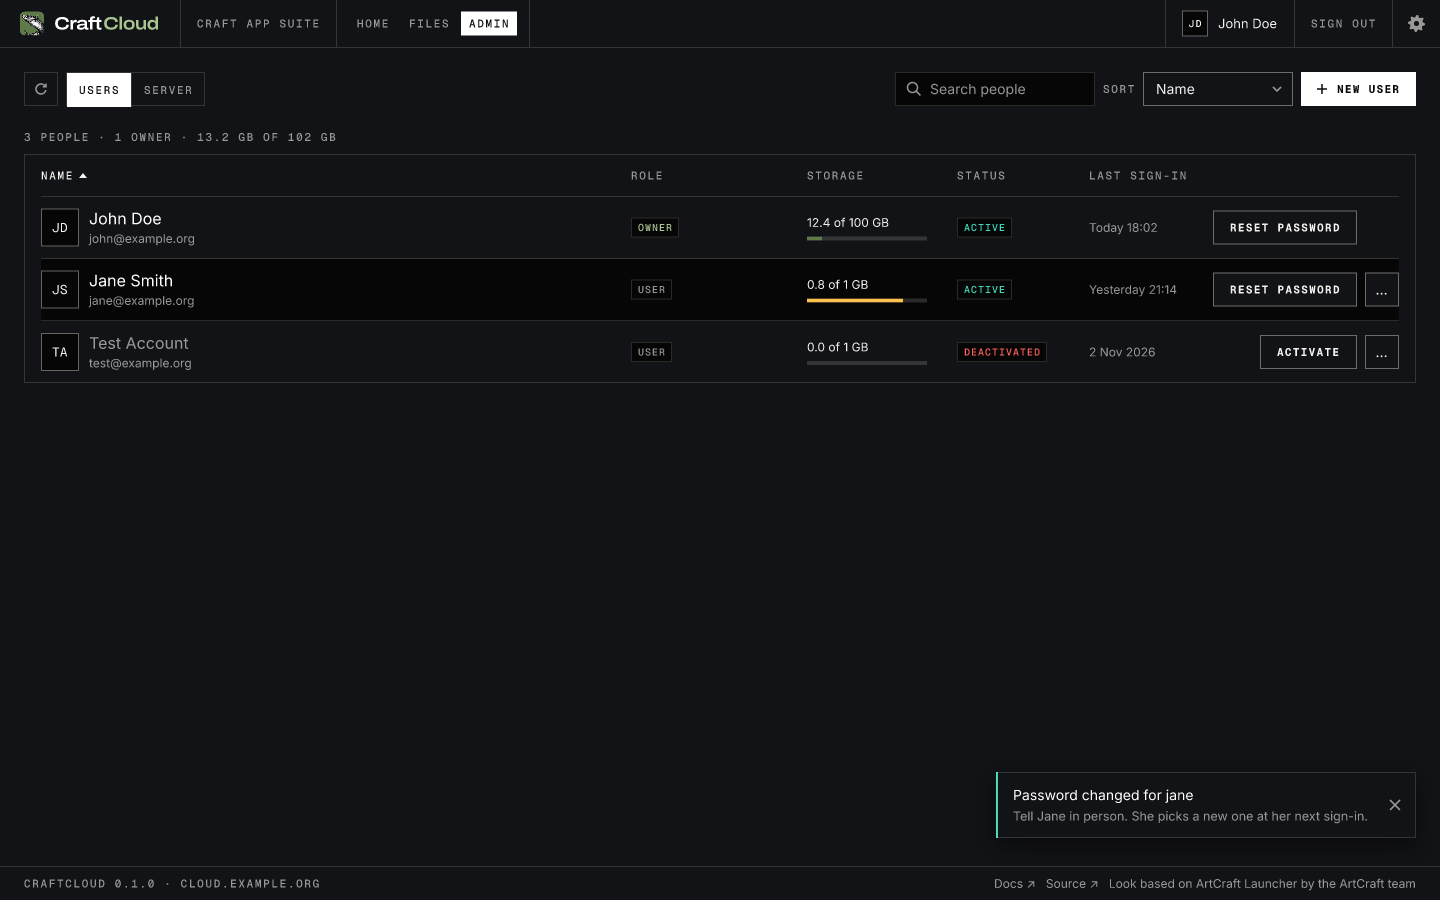 CraftCloud CRAFT APP SUITE HOME FILES ADMIN JD John Doe SIGN OUT
USERS SERVER Search people SORT Name + NEW USER
3 PEOPLE · 1 OWNER · 13.2 GB OF 102 GB
NAME ROLE STORAGE STATUS LAST SIGN-IN
JD John Doe OWNER 12.4 of 100 GB ACTIVE Today 18:02 RESET PASSWORD
john@example.org
JS Jane Smith USER 0.8 of 1 GB ACTIVE Yesterday 21:14 RESET PASSWORD ...
jane@example.org
TA Test Account USER 0.0 of 1 GB DEACTIVATED 2 Nov 2026 ACTIVATE ...
test@example.org
Password changed for jane
Tell Jane in person. She picks a new one at her next sign-in.
CRAFTCLOUD 0.1.0 · CLOUD.EXAMPLE.ORG Docs ↗ Source ↗ Look based on ArtCraft Launcher by the ArtCraft team